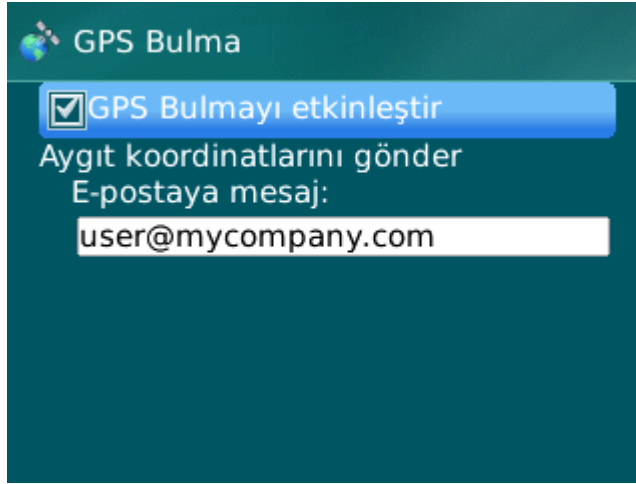 GPS Bulma
GPS Bulmayı etkinleştir
Aygıt koordinatlarını gönder
E-postaya mesaj:
user@mycompany.com